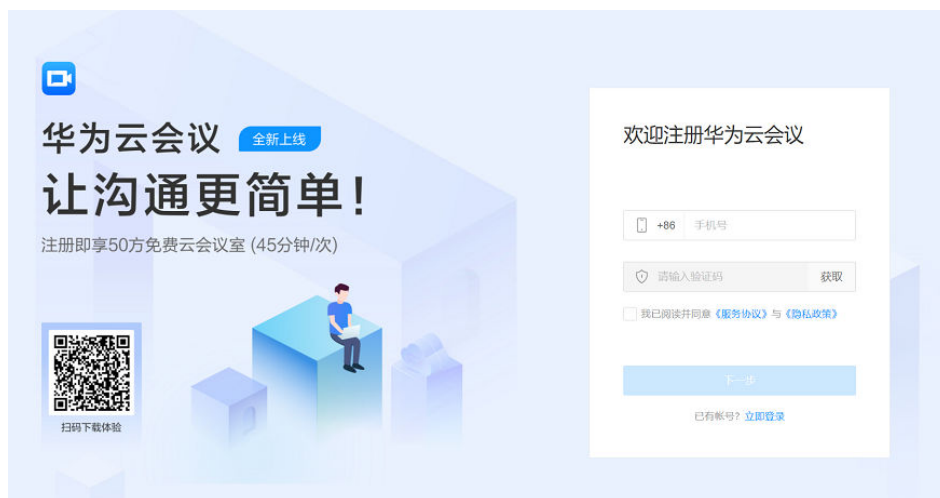 华为云会议 全新上线
让沟通更简单！
注册即享50方免费云会议室 (45分钟/次)
扫码下载体验
欢迎注册华为云会议
+86 手机号
请输入验证码 获取
我已阅读并同意《服务协议》与《隐私政策》
下一步
已有帐号？立即登录